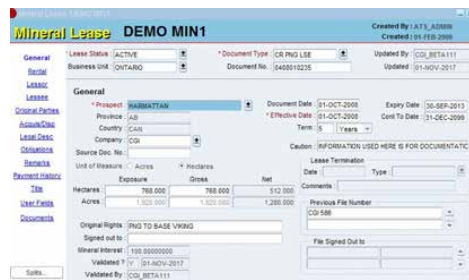 Mineral Lease DEMO MIN1
Mineral Lease DEMO MIN1
Created By : ATS_ADMIN
Created : 01-FEB-2009
General
Rental
Lessor
Lessee
Original Parties
Acquis/Disc
Legal Desc
Obligations
Remarks
Payment History
Title
User Fields
Documents
Splits...
* Lease Status : ACTIVE
* Document Type : CR PNG LSE
Updated By : CGI_BETA111
Business Unit : ONTARIO
Document No. : 0408010235
Updated : 01-NOV-2017
General
* Prospect : HARMATTAN
Document Date : 01-OCT-2008
Expiry Date : 30-SEP-2013
Province : AB
* Effective Date : 01-OCT-2008
Cont To Date : 31-DEC-2099
Country : CAN
Term : 5 Years
Company : CGI
Caution : INFORMATION USED HERE IS FOR DOCUMENTATIC
Source Doc. No :
Unit of Measure : Acres Hectares
Lease Termination
Date : Type :
Exposure Gross Net
Comments :
Hectares 768.000 768.000 512.000
Acres 1,920.000 1,920.000 1,280.000
Previous File Number
CGI 586
Original Rights : PNG TO BASE VIKING
Signed out to :
File Signed Out to
Mineral Interest : 100.00000000
Validated ? Y 01-NOV-2017
Validated By : CGI_BETA111